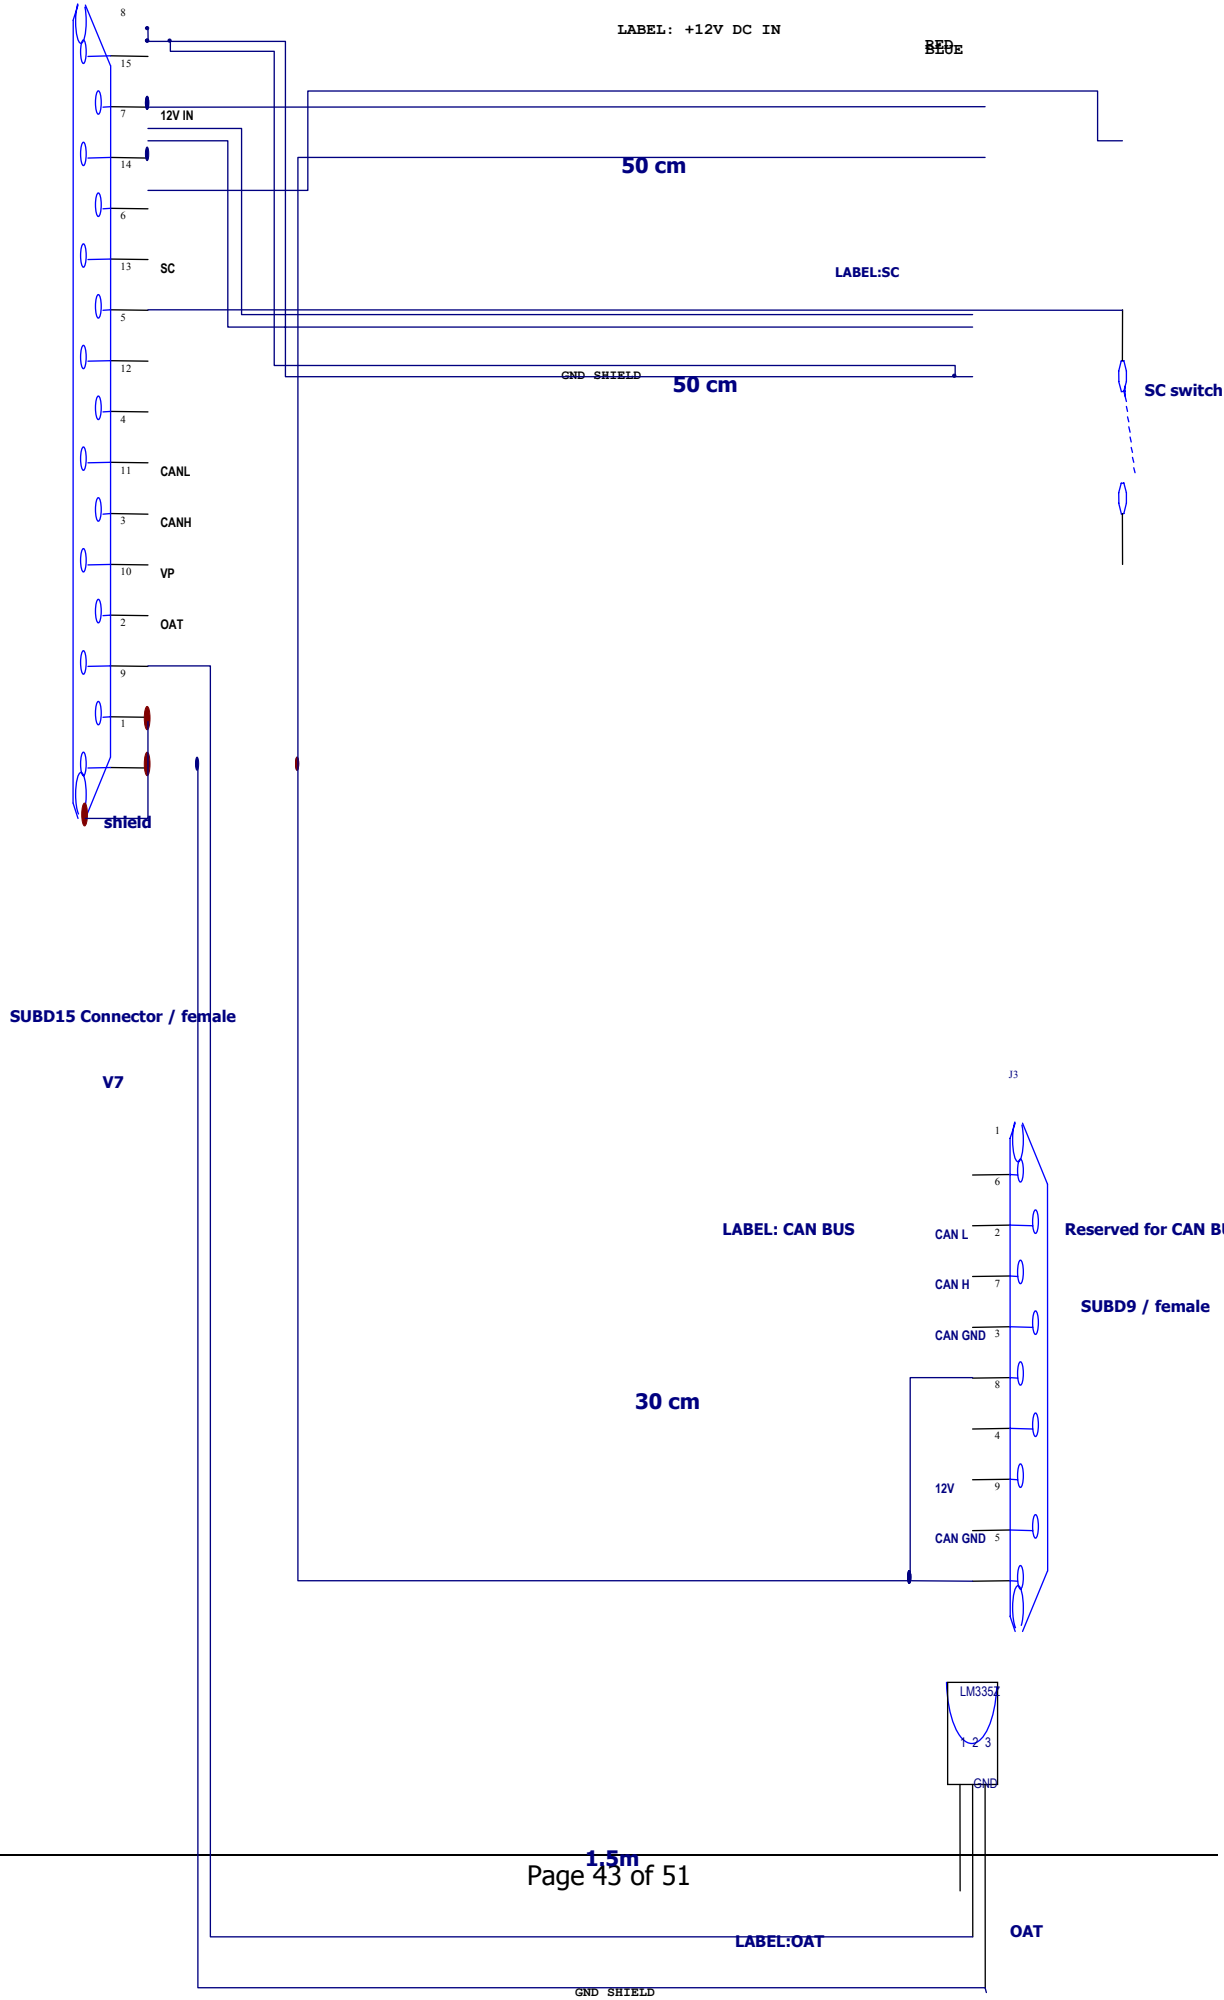 8
LABEL: +12V DC IN
RED
BLUE
15
7
12V IN
14
50 cm
6
13
SC
LABEL:SC
5
12
GND SHIELD
50 cm
SC switch
4
11
CANL
3
CANH
10
VP
2
OAT
9
1
shield
SUBD15 Connector / female
V7
J3
1
6
LABEL: CAN BUS
CAN L
2
Reserved for CAN BU
CAN H
7
SUBD9 / female
CAN GND
3
30 cm
8
4
12V
9
CAN GND
5
LM335Z
1 2 3
GND
1,5m
Page 43 of 51
LABEL:OAT
OAT
GND SHIELD